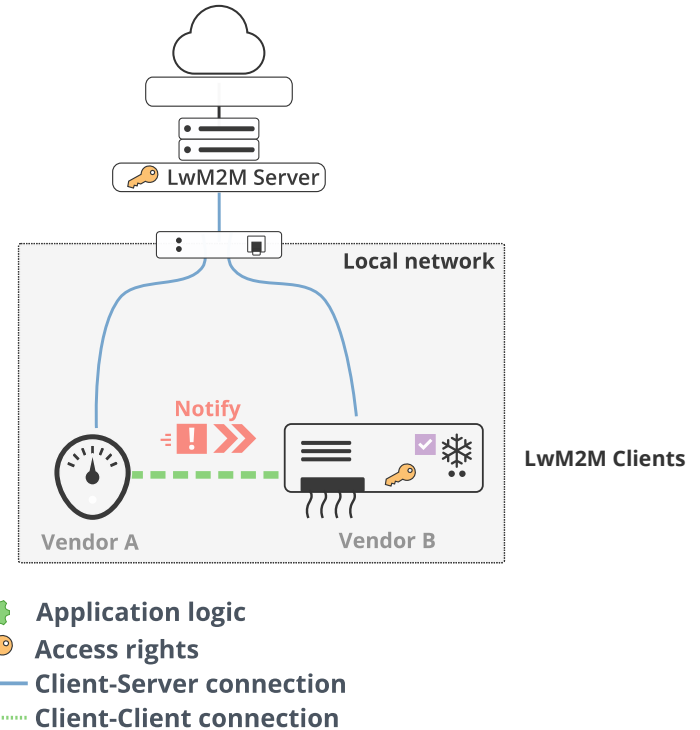 LwM2M Server
Local network
Notify
LwM2M Clients
Vendor A
Vendor B
Application logic
Access rights
Client-Server connection
Client-Client connection